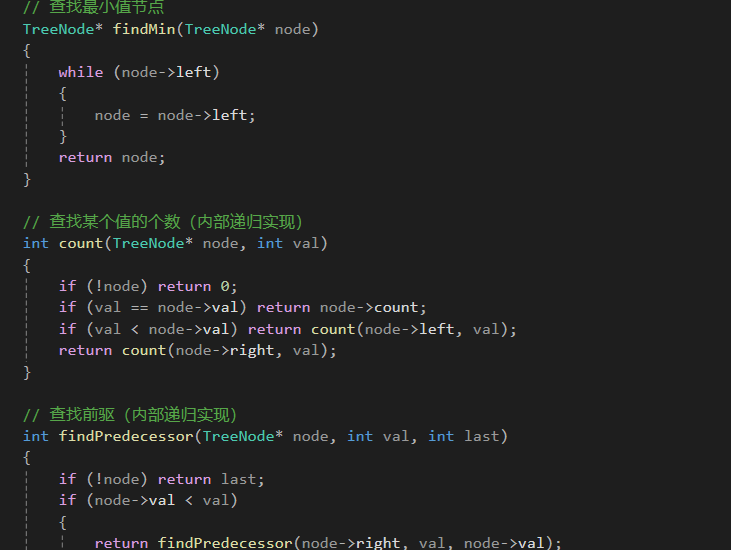 // 查找最小值节点
TreeNode* findMin(TreeNode* node)
{
    while (node->left)
    {
        node = node->left;
    }
    return node;
}

// 查找某个值的个数（内部递归实现）
int count(TreeNode* node, int val)
{
    if (!node) return 0;
    if (val == node->val) return node->count;
    if (val < node->val) return count(node->left, val);
    return count(node->right, val);
}

// 查找前驱（内部递归实现）
int findPredecessor(TreeNode* node, int val, int last)
{
    if (!node) return last;
    if (node->val < val)
    {
        return findPredecessor(node->right, val, node->val);